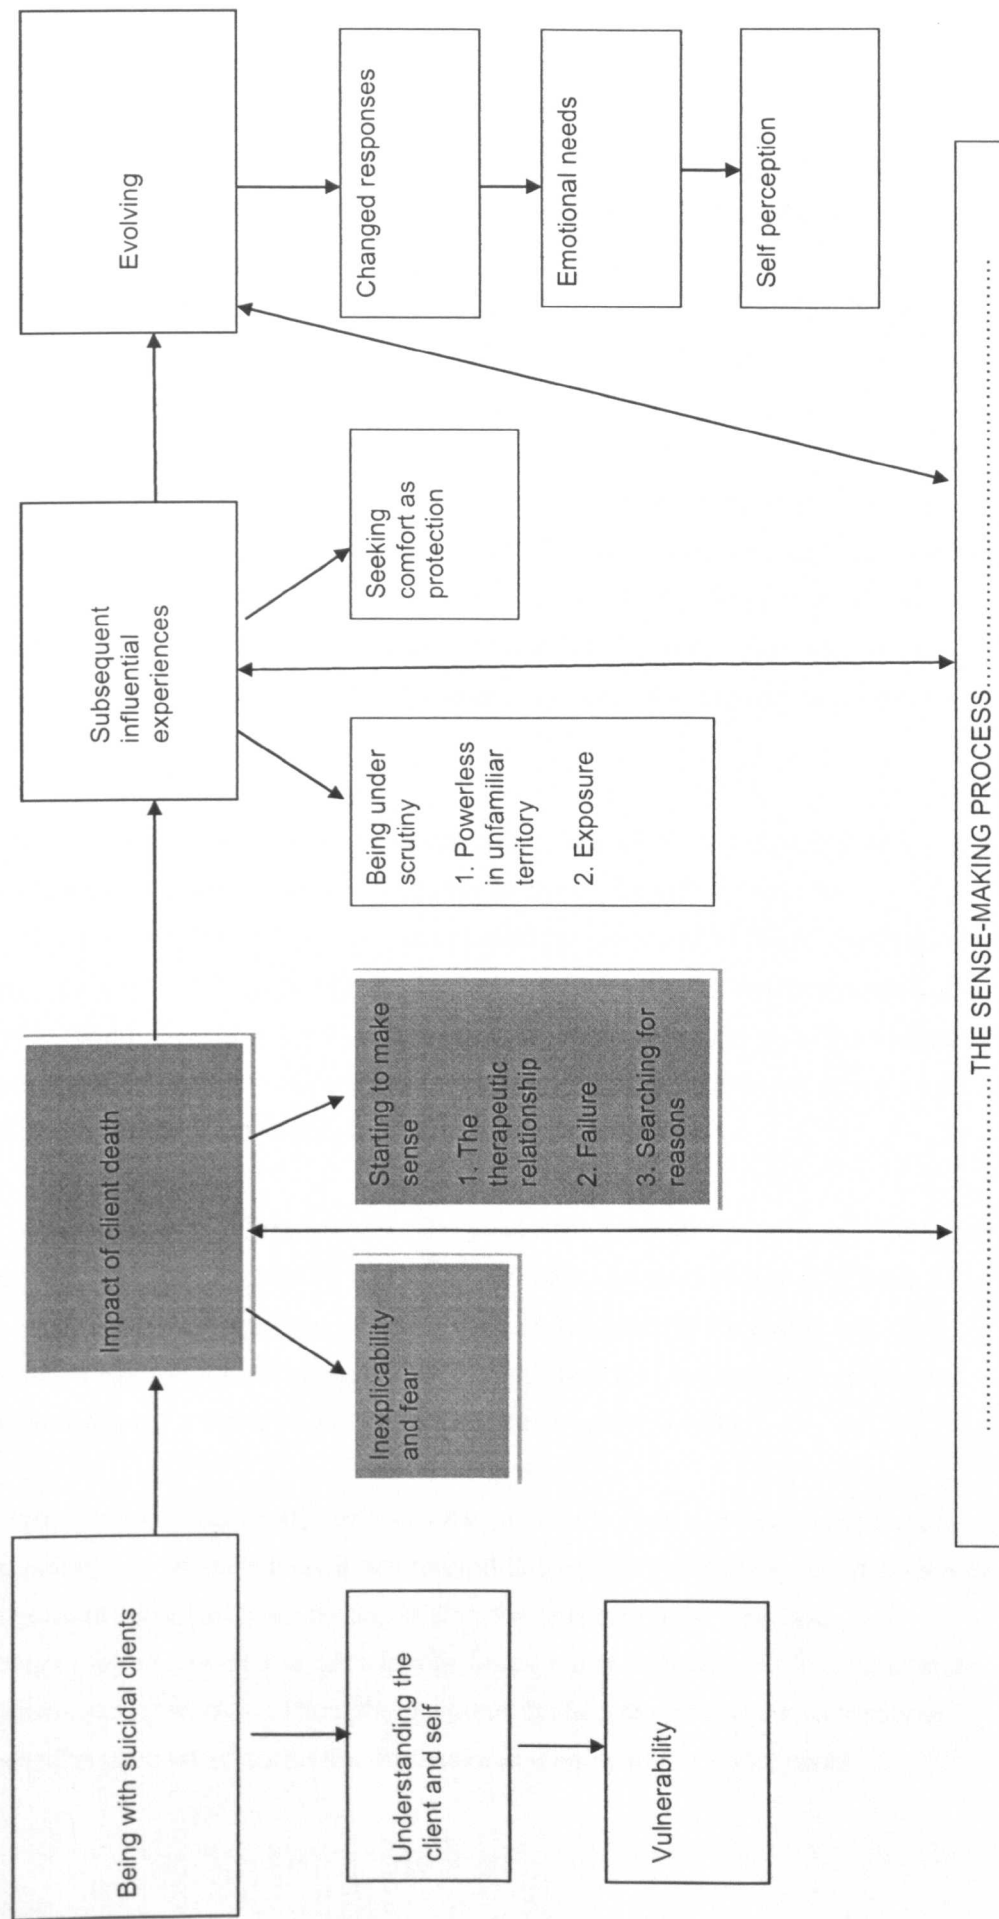 Being with suicidal clients
Understanding the
client and self
Vulnerability
Impact of client death
Inexplicability
and fear
Starting to make
sense
1. The
therapeutic
relationship
2. Failure
3. Searching for
reasons
Subsequent
influential
experiences
Being under
scrutiny
1. Powerless
in unfamiliar
territory
2. Exposure
Seeking
comfort as
protection
Evolving
Changed responses
Emotional needs
Self perception
THE SENSE-MAKING PROCESS